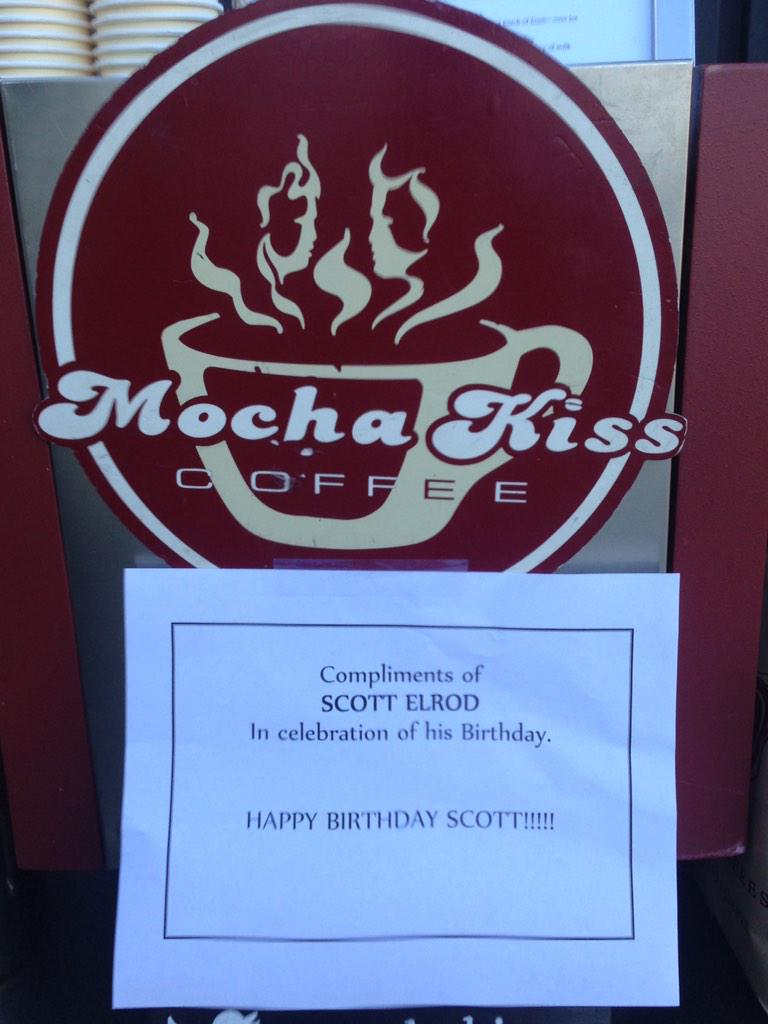 Mocha Kiss
COFFEE
Compliments of
SCOTT ELROD
In celebration of his Birthday.
HAPPY BIRTHDAY SCOTT!!!!!